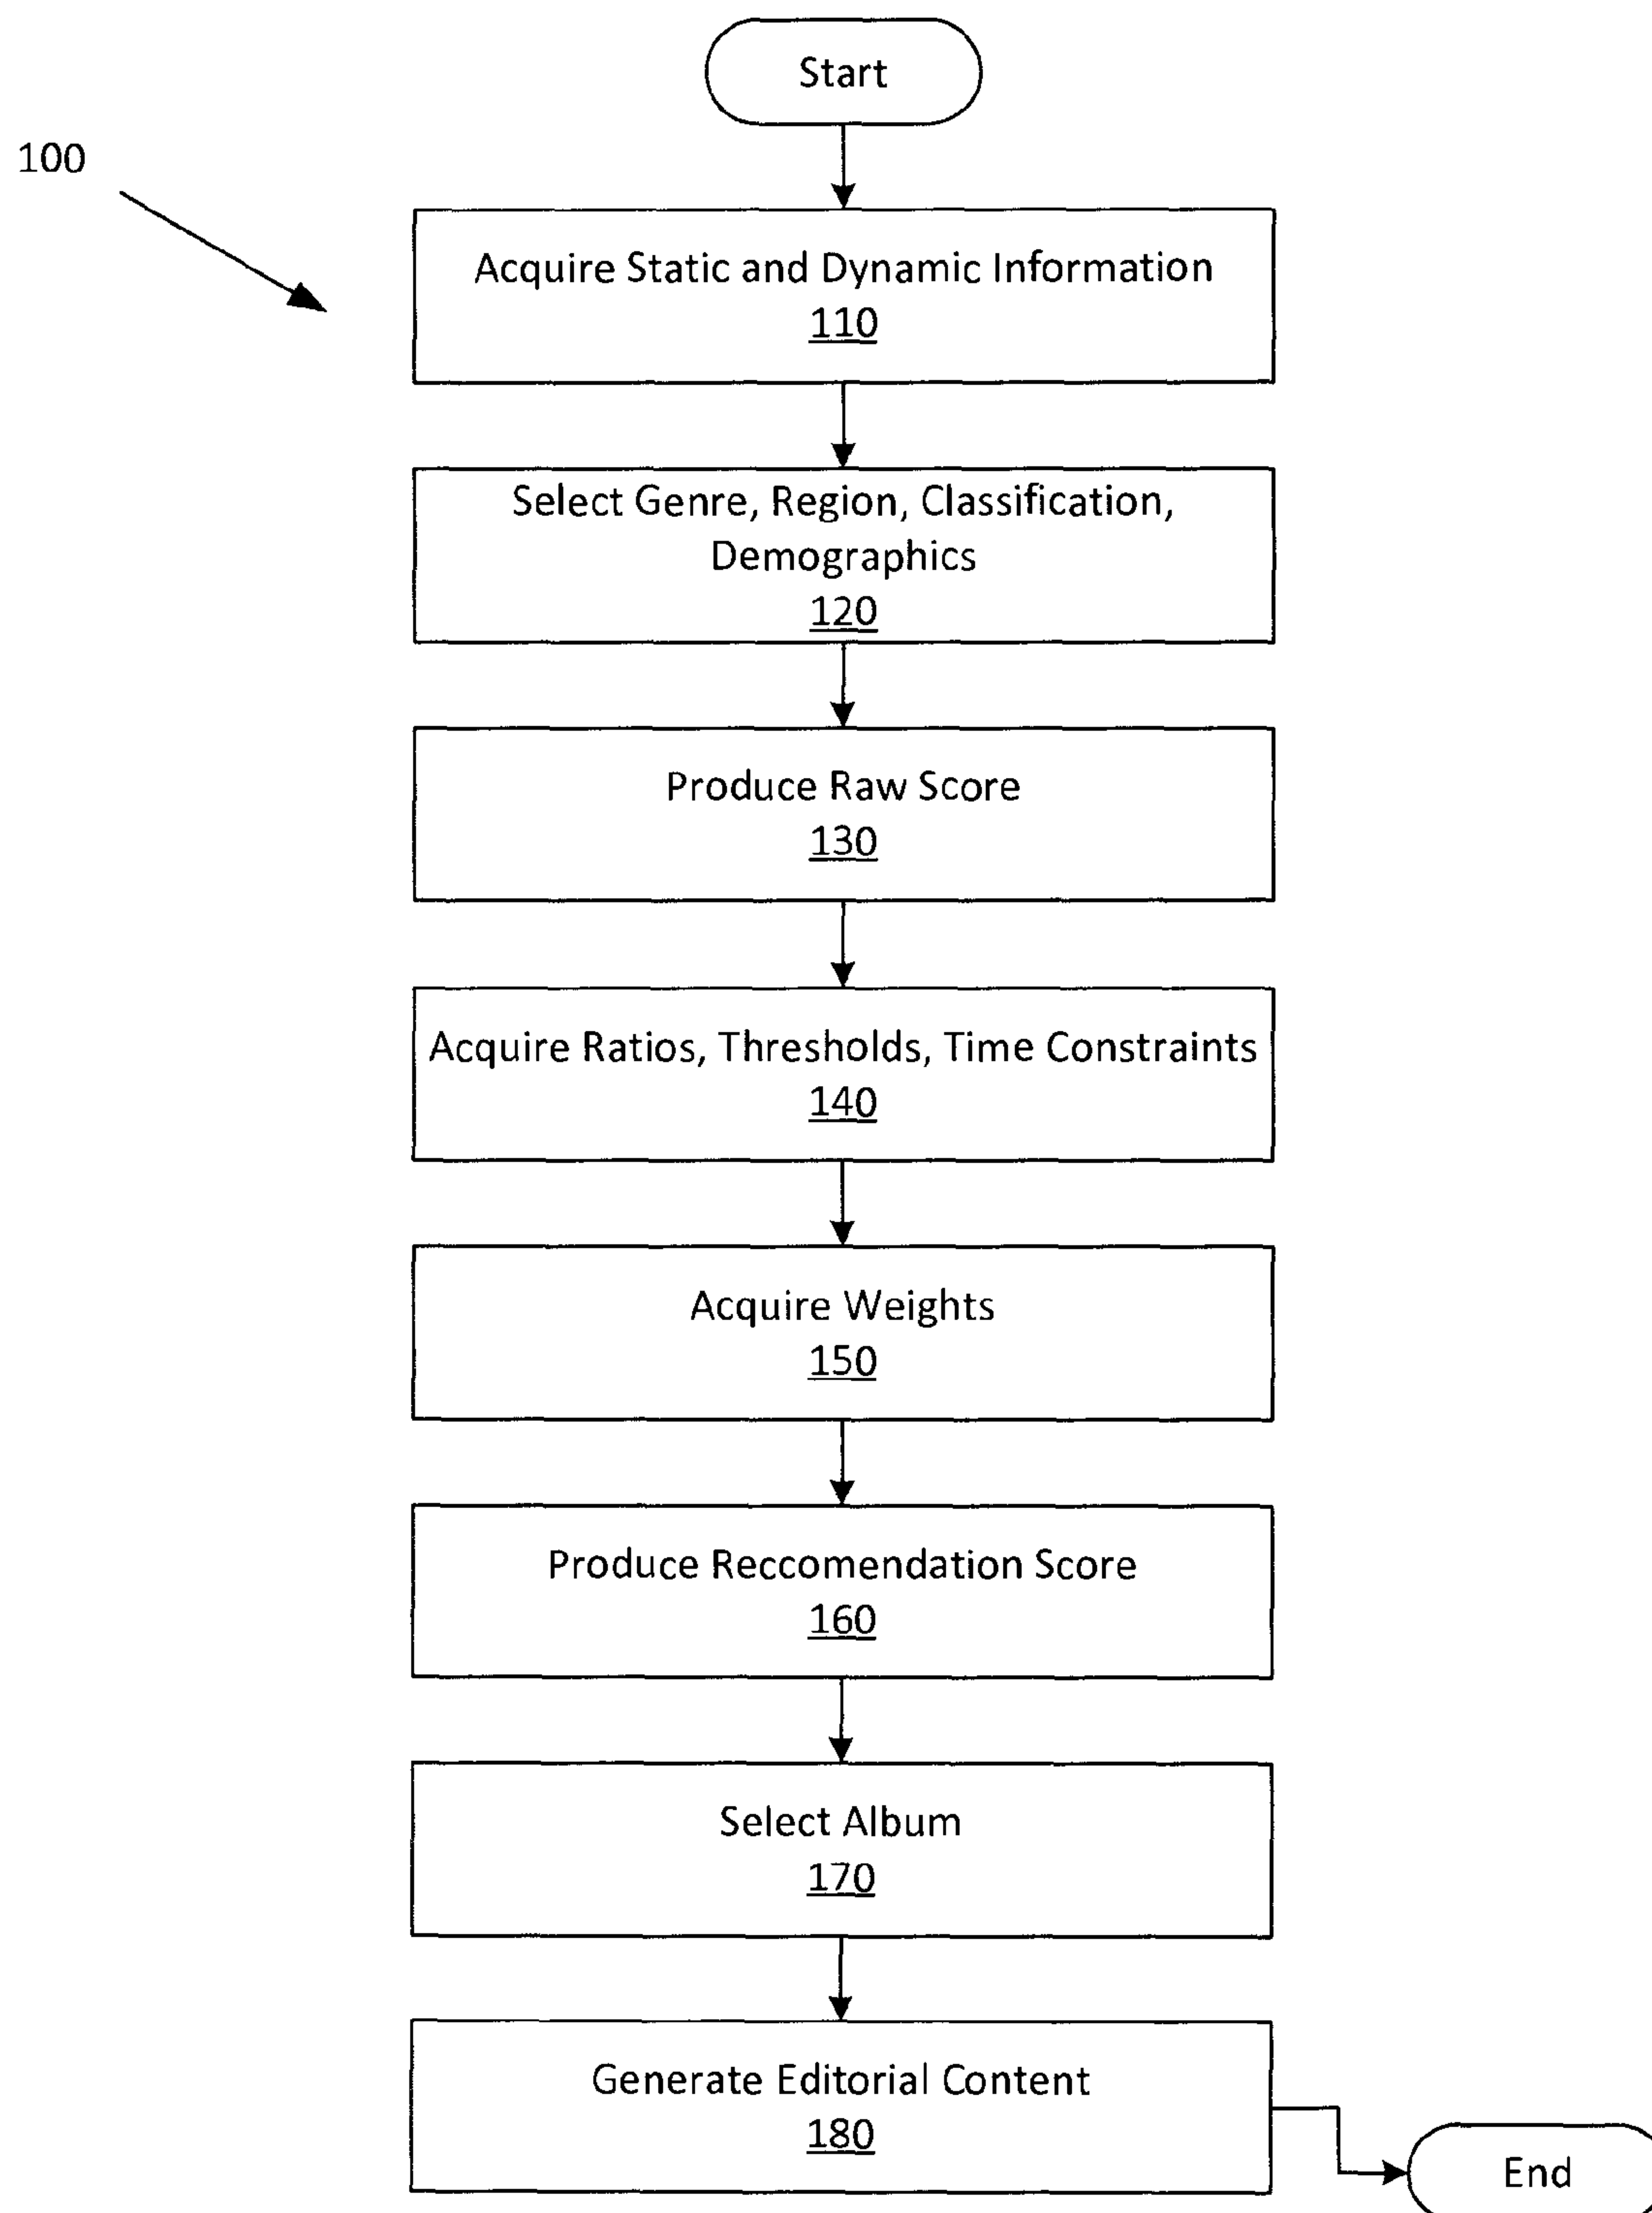 Start
100
Acquire Static and Dynamic Information
110
Select Genre, Region, Classification,
Demographics
120
Produce Raw Score
130
Acquire Ratios, Thresholds, Time Constraints
140
Acquire Weights
150
Produce Reccomendation Score
160
Select Album
170
Generate Editorial Content
180
End